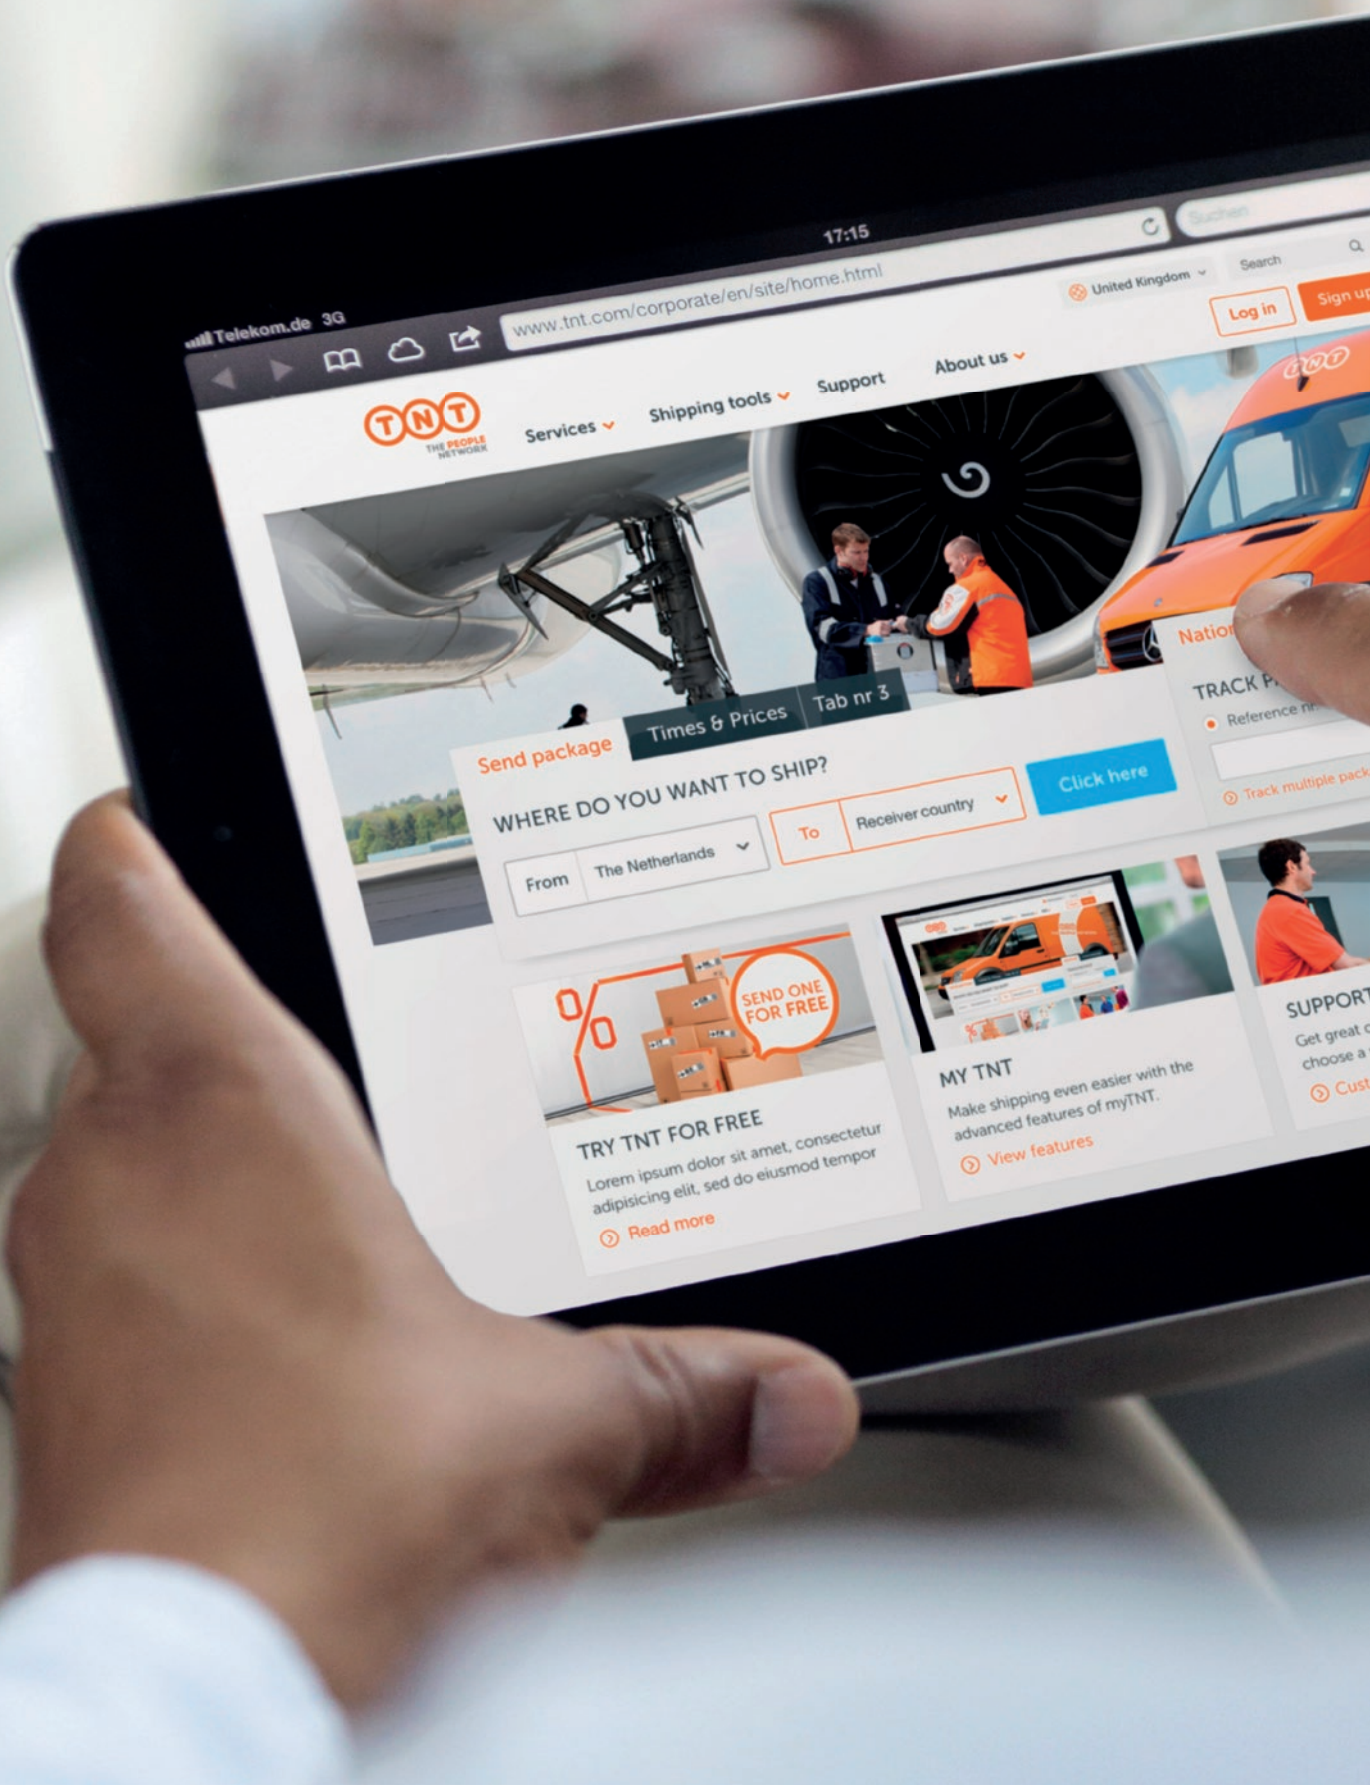 17:15
Telekom.de 3G
www.tnt.com/corporate/en/site/home.html
Suchen
United Kingdom
Search
Log in
Sign up
TNT
THE PEOPLE
NETWORK
Services
Shipping tools
Support
About us
TNT
Send package
Times & Prices
Tab nr 3
WHERE DO YOU WANT TO SHIP?
From
The Netherlands
To
Receiver country
Click here
TRACK
Reference
Track multiple
SEND ONE
FOR FREE
%
TRY TNT FOR FREE
Lorem ipsum dolor sit amet, consectetur
adipisicing elit, sed do eiusmod tempor
Read more
MY TNT
Make shipping even easier with the
advanced features of myTNT.
View features
SUPPORT
Get great
choose a